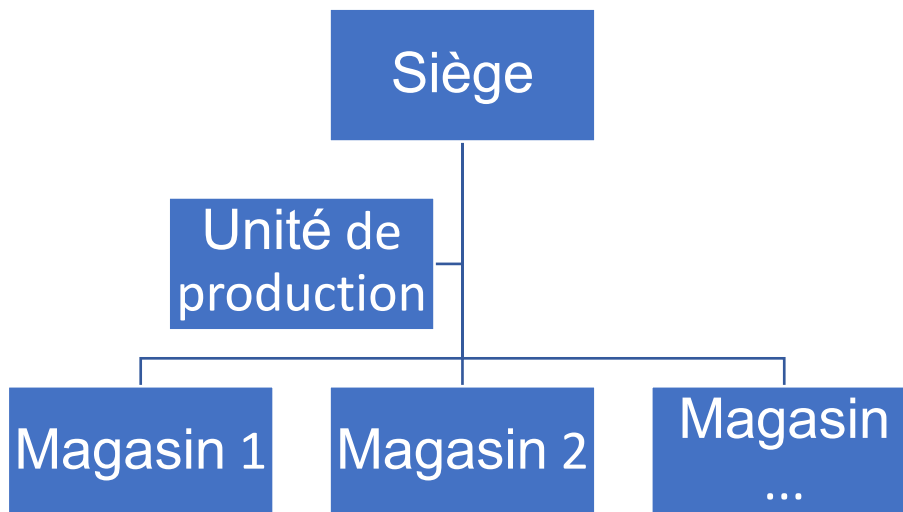 Siège
Unité de
production
Magasin 1
Magasin 2
Magasin
...